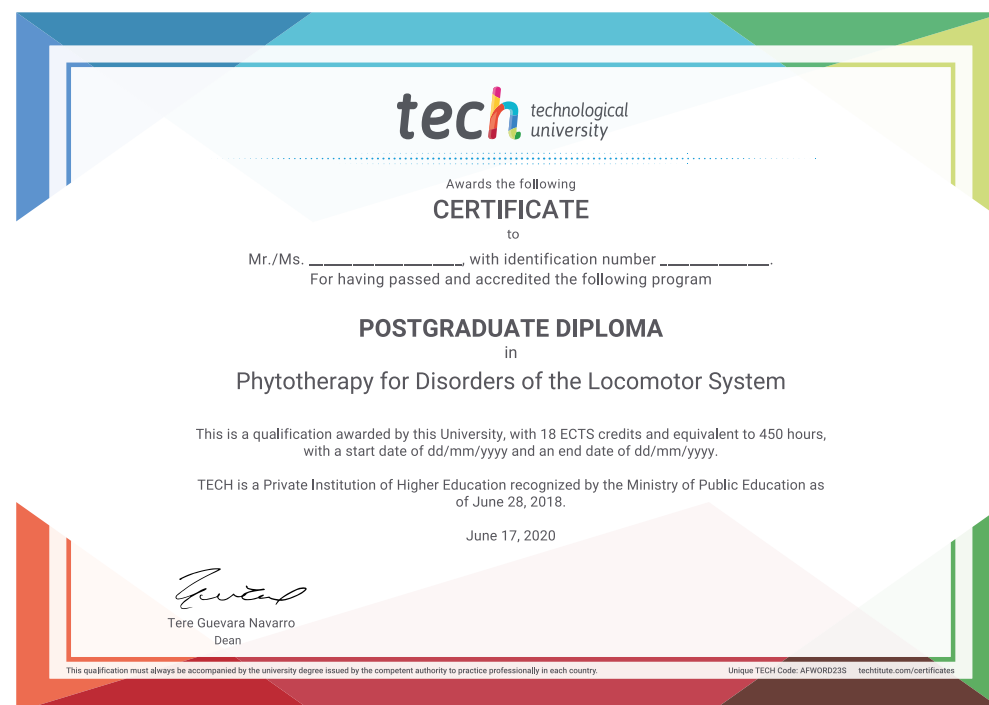 tech technological
university
Awards the following
CERTIFICATE
to
Mr./Ms. ____________________, with identification number ______________.
For having passed and accredited the following program
POSTGRADUATE DIPLOMA
in
Phytotherapy for Disorders of the Locomotor System
This is a qualification awarded by this University, with 18 ECTS credits and equivalent to 450 hours,
with a start date of dd/mm/yyyy and an end date of dd/mm/yyyy.
TECH is a Private Institution of Higher Education recognized by the Ministry of Public Education as
of June 28, 2018.
June 17, 2020
Tere Guevara Navarro
Dean
This qualification must always be accompanied by the university degree issued by the competent authority to practice professionally in each country.
Unique TECH Code: AFWORD23S techtitute.com/certificates